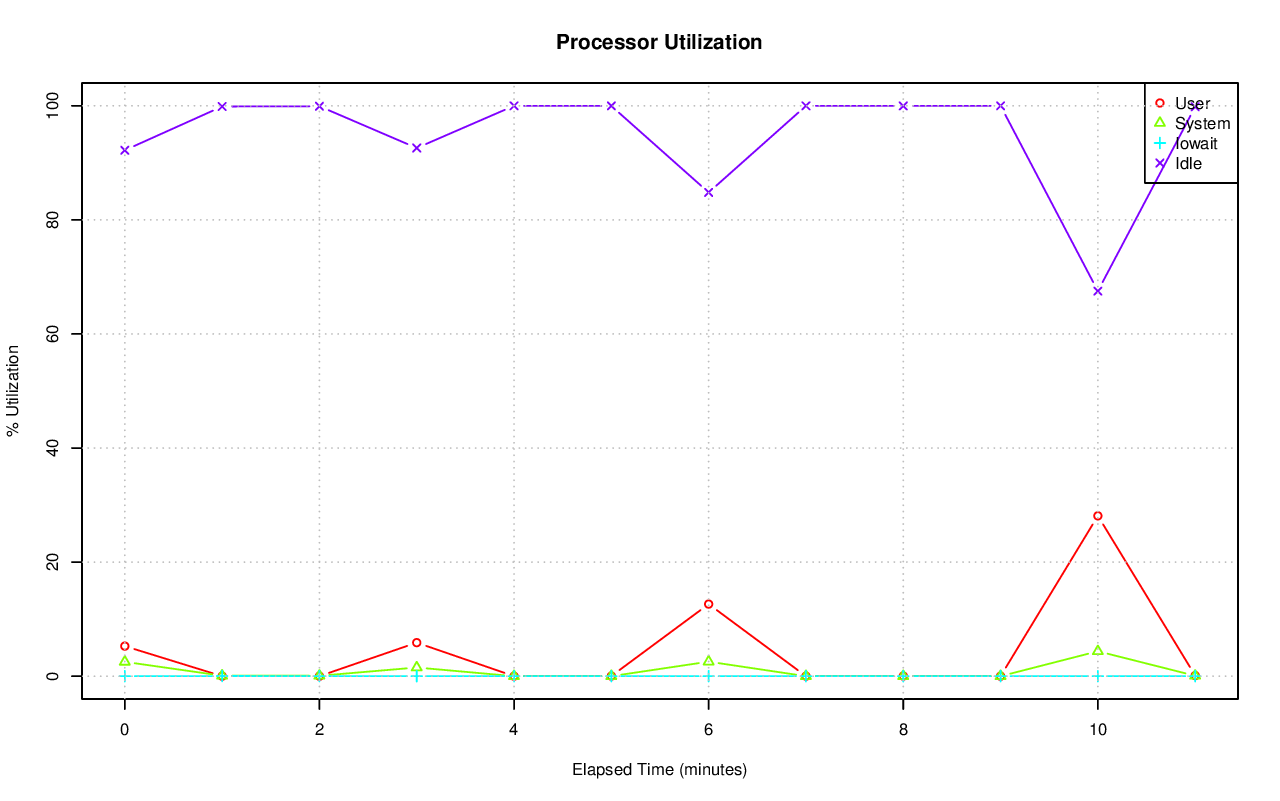 Processor Utilization
100
80
60
40
20
0
% Utilization
User
System
Iowait
Idle
0 2 4 6 8 10
Elapsed Time (minutes)